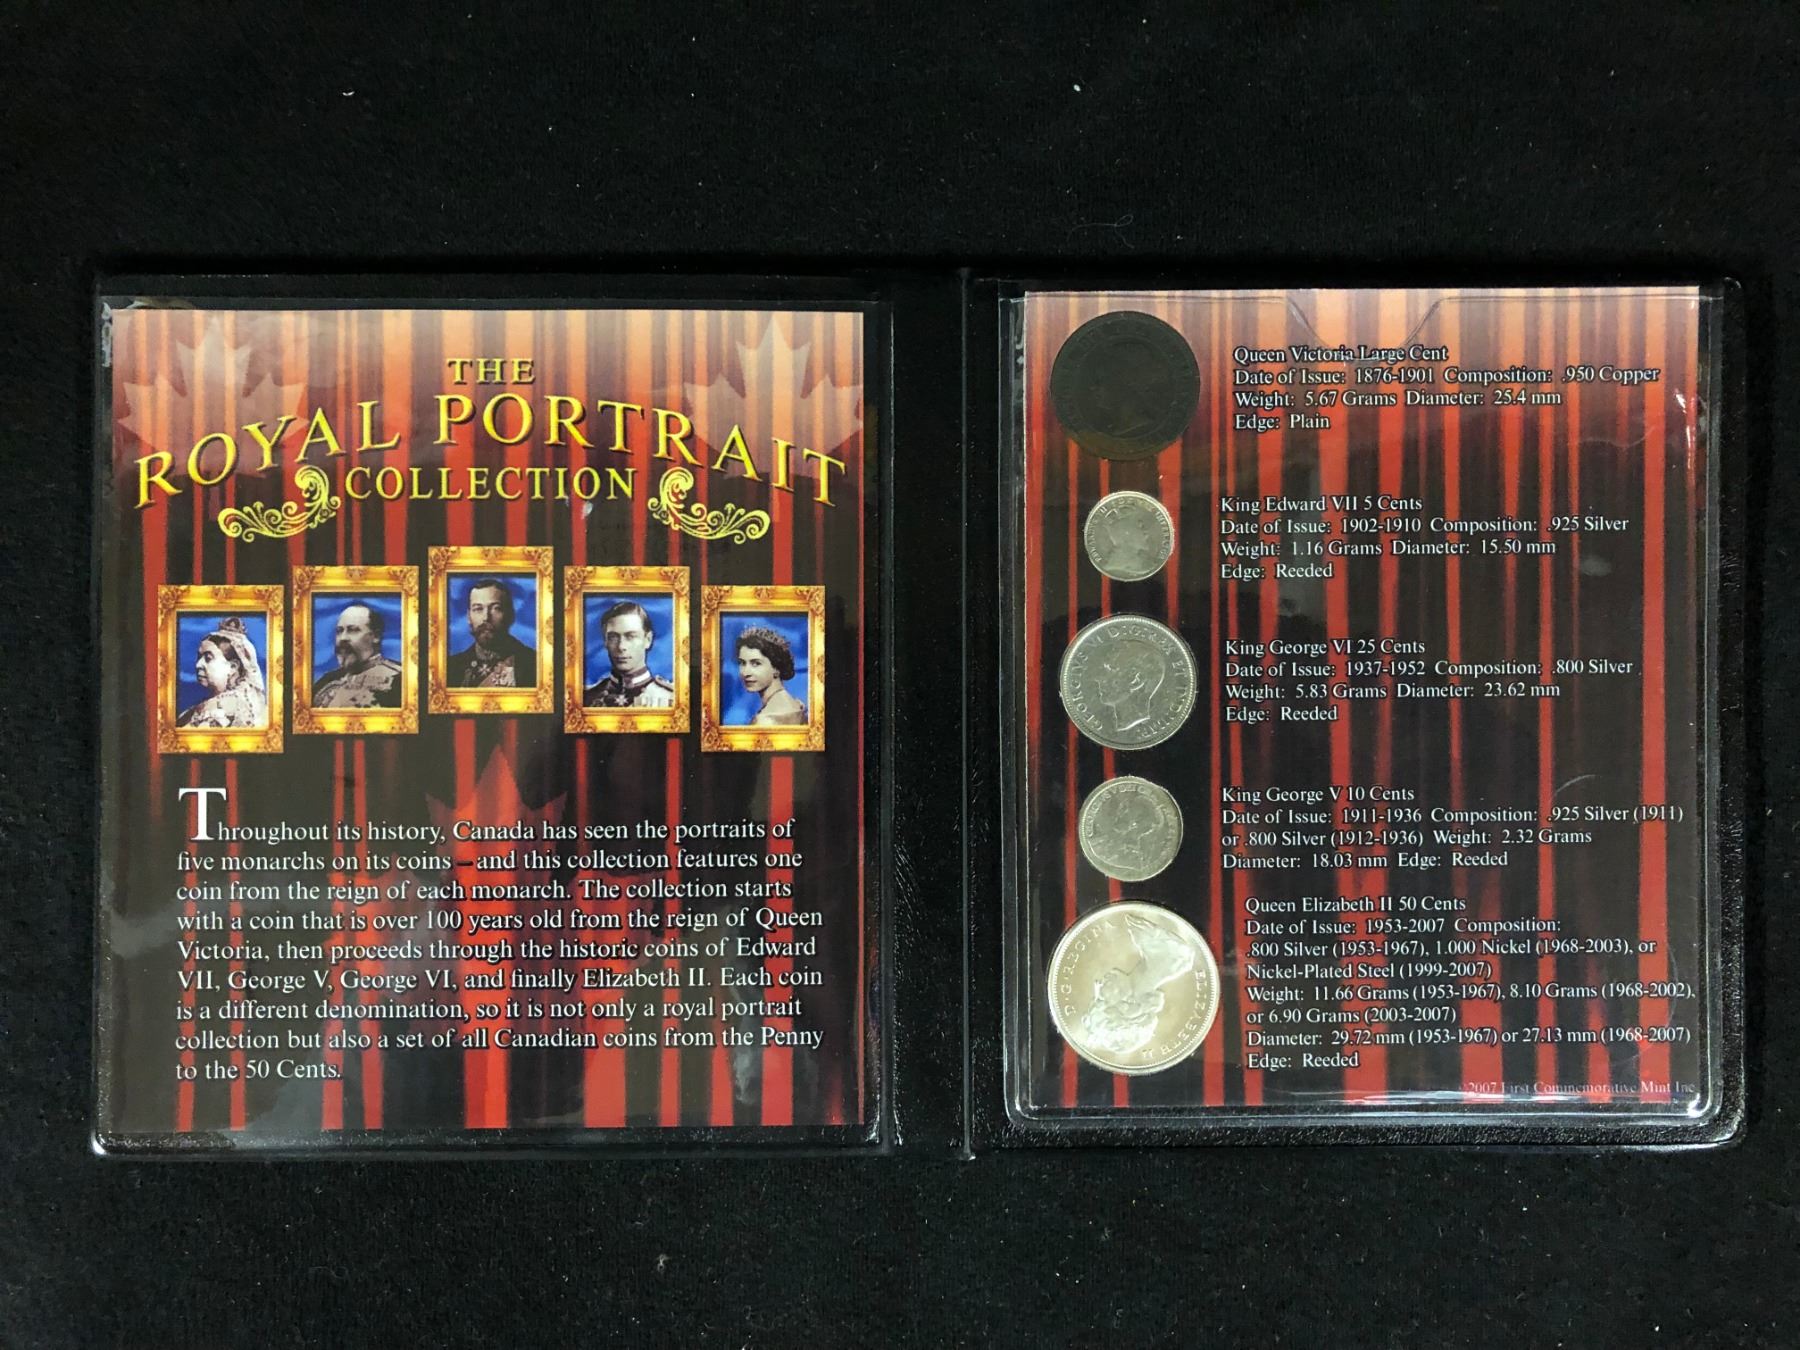 THE
ROYAL PORTRAIT
COLLECTION
Throughout its history, Canada has seen the portraits of
five monarchs on its coins – and this collection features one
coin from the reign of each monarch. The collection starts
with a coin that is over 100 years old from the reign of Queen
Victoria, then proceeds through the historic coins of Edward
VII, George V, George VI, and finally Elizabeth II. Each coin
is a different denomination, so it is not only a royal portrait
collection but also a set of all Canadian coins from the Penny
to the 50 Cents.
Queen Victoria Large Cent
Date of Issue: 1876-1901 Composition: .950 Copper
Weight: 5.67 Grams Diameter: 25.4 mm
Edge: Plain
King Edward VII 5 Cents
Date of Issue: 1902-1910 Composition: .925 Silver
Weight: 1.16 Grams Diameter: 15.50 mm
Edge: Reeded
GEORGIVS VI D:G:REX ET IND:IMP:
King George VI 25 Cents
Date of Issue: 1937-1952 Composition: .800 Silver
Weight: 5.83 Grams Diameter: 23.62 mm
Edge: Reeded
King George V 10 Cents
Date of Issue: 1911-1936 Composition: .925 Silver (1911)
or .800 Silver (1912-1936) Weight: 2.32 Grams
Diameter: 18.03 mm Edge: Reeded
ELIZABETH II D·G·REGINA
Queen Elizabeth II 50 Cents
Date of Issue: 1953-2007 Composition:
.800 Silver (1953-1967), 1.000 Nickel (1968-2003), or
Nickel-Plated Steel (1999-2007)
Weight: 11.66 Grams (1953-1967), 8.10 Grams (1968-2002),
or 6.90 Grams (2003-2007)
Diameter: 29.72 mm (1953-1967) or 27.13 mm (1968-2007)
Edge: Reeded
©2007 First Commemorative Mint Inc.